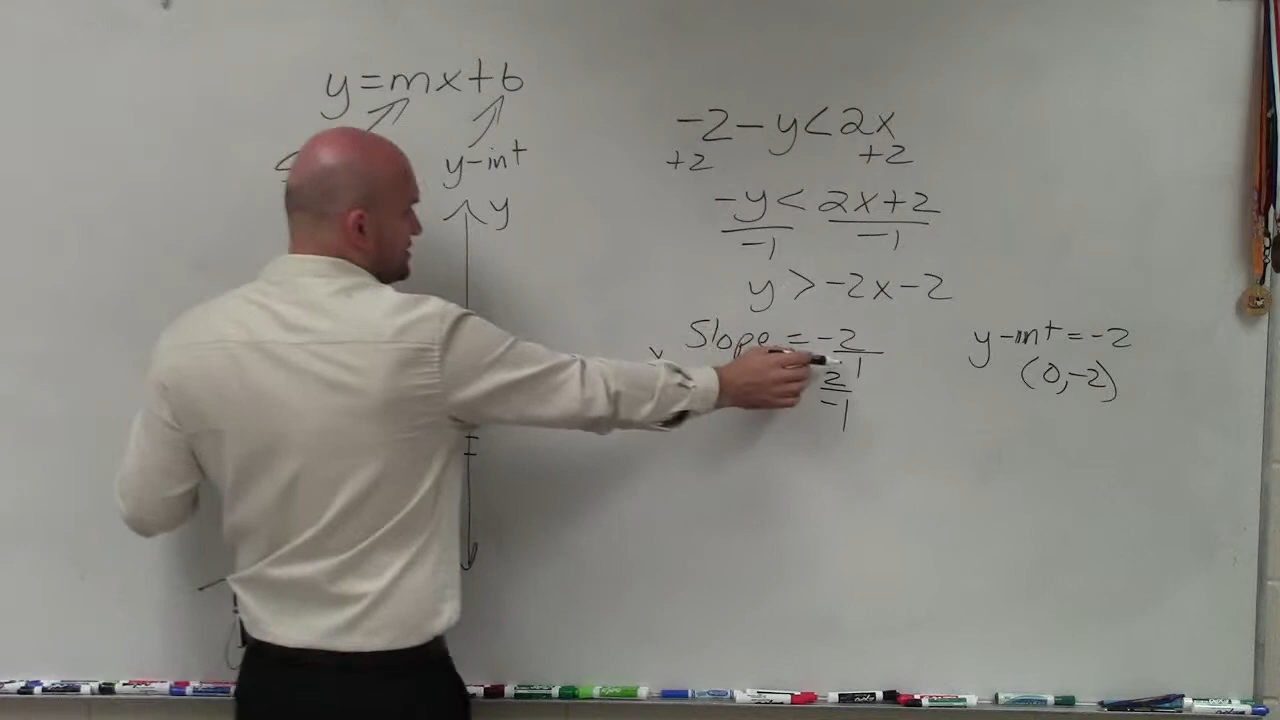 y=mx+b
y-int
y
-2-y<2x
+2 +2
-y<2x+2
-1 -1
y>-2x-2
Slope = -2
1
2
-1
y-int=-2
(0,-2)
x